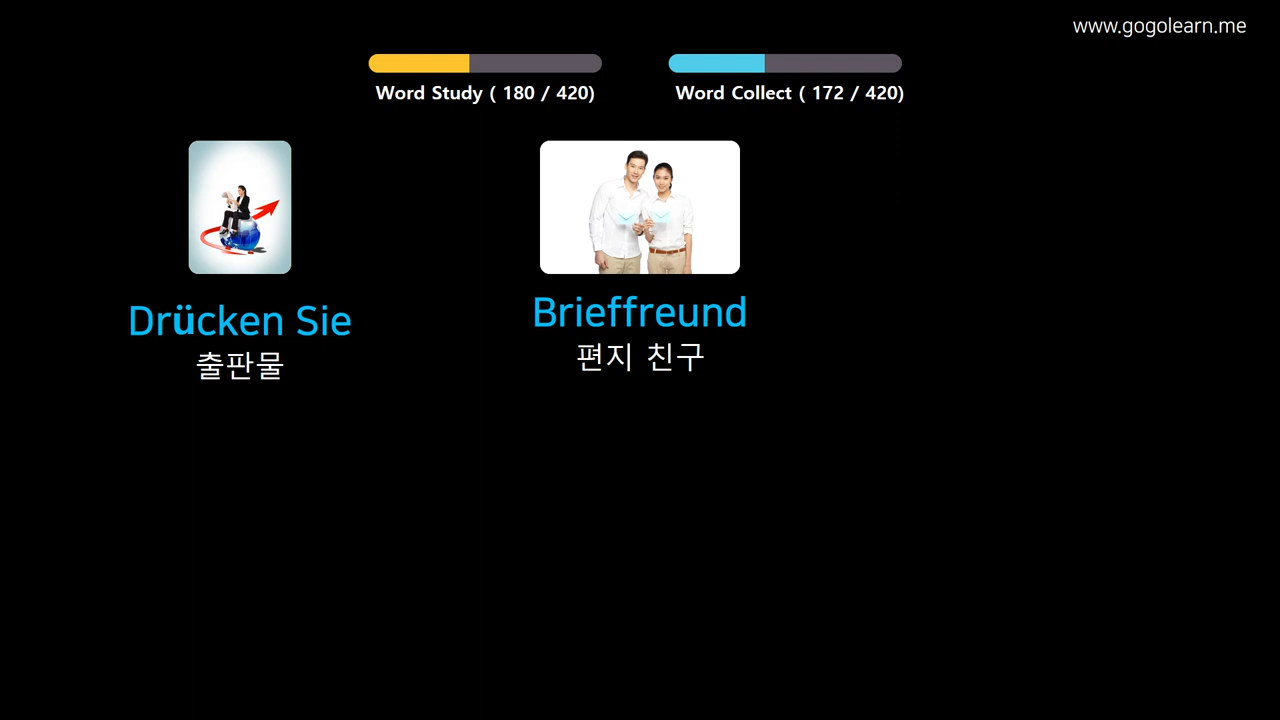 www.gogolearn.me
Word Study ( 180 / 420)
Word Collect ( 172 / 420)
Drücken Sie
출판물
Brieffreund
편지 친구